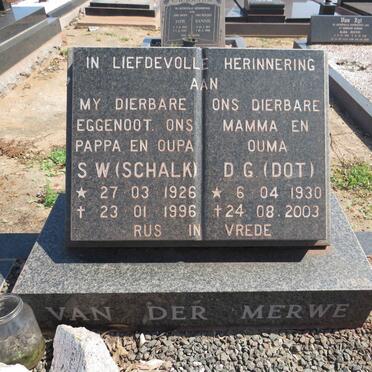 IN LIEFDEVOLLE HERINNERING
AAN
MY DIERBARE
EGGENOOT. ONS
PAPPA EN OUPA
S W (SCHALK)
★ 27 03 1926
✝ 23 01 1996
ONS DIERBARE
MAMMA EN
OUMA
D G (DOT)
★ 6 04 1930
✝ 24 08 2003
RUS IN VREDE
VAN DER MERWE